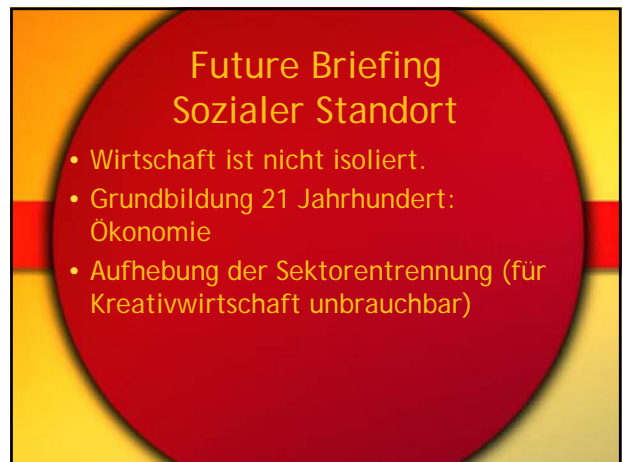 Future Briefing
Sozialer Standort
• Wirtschaft ist nicht isoliert.
• Grundbildung 21 Jahrhundert:
Ökonomie
• Aufhebung der Sektorentrennung (für
Kreativwirtschaft unbrauchbar)